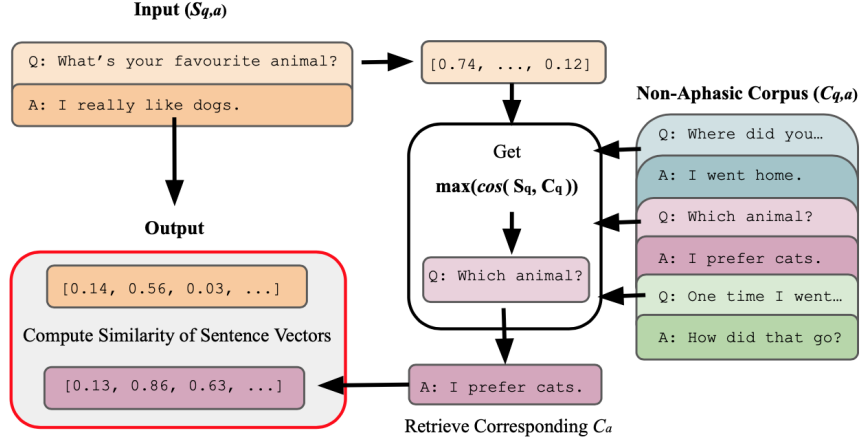 Input (Sq,a)
Q: What's your favourite animal?
A: I really like dogs.
[0.74, ..., 0.12]
Non-Aphasic Corpus (Cq,a)
Q: Where did you…
A: I went home.
Q: Which animal?
A: I prefer cats.
Q: One time I went…
A: How did that go?
Get
max(cos( Sq, Cq ))
Q: Which animal?
A: I prefer cats.
Retrieve Corresponding Ca
Output
[0.14, 0.56, 0.03, ...]
Compute Similarity of Sentence Vectors
[0.13, 0.86, 0.63, ...]